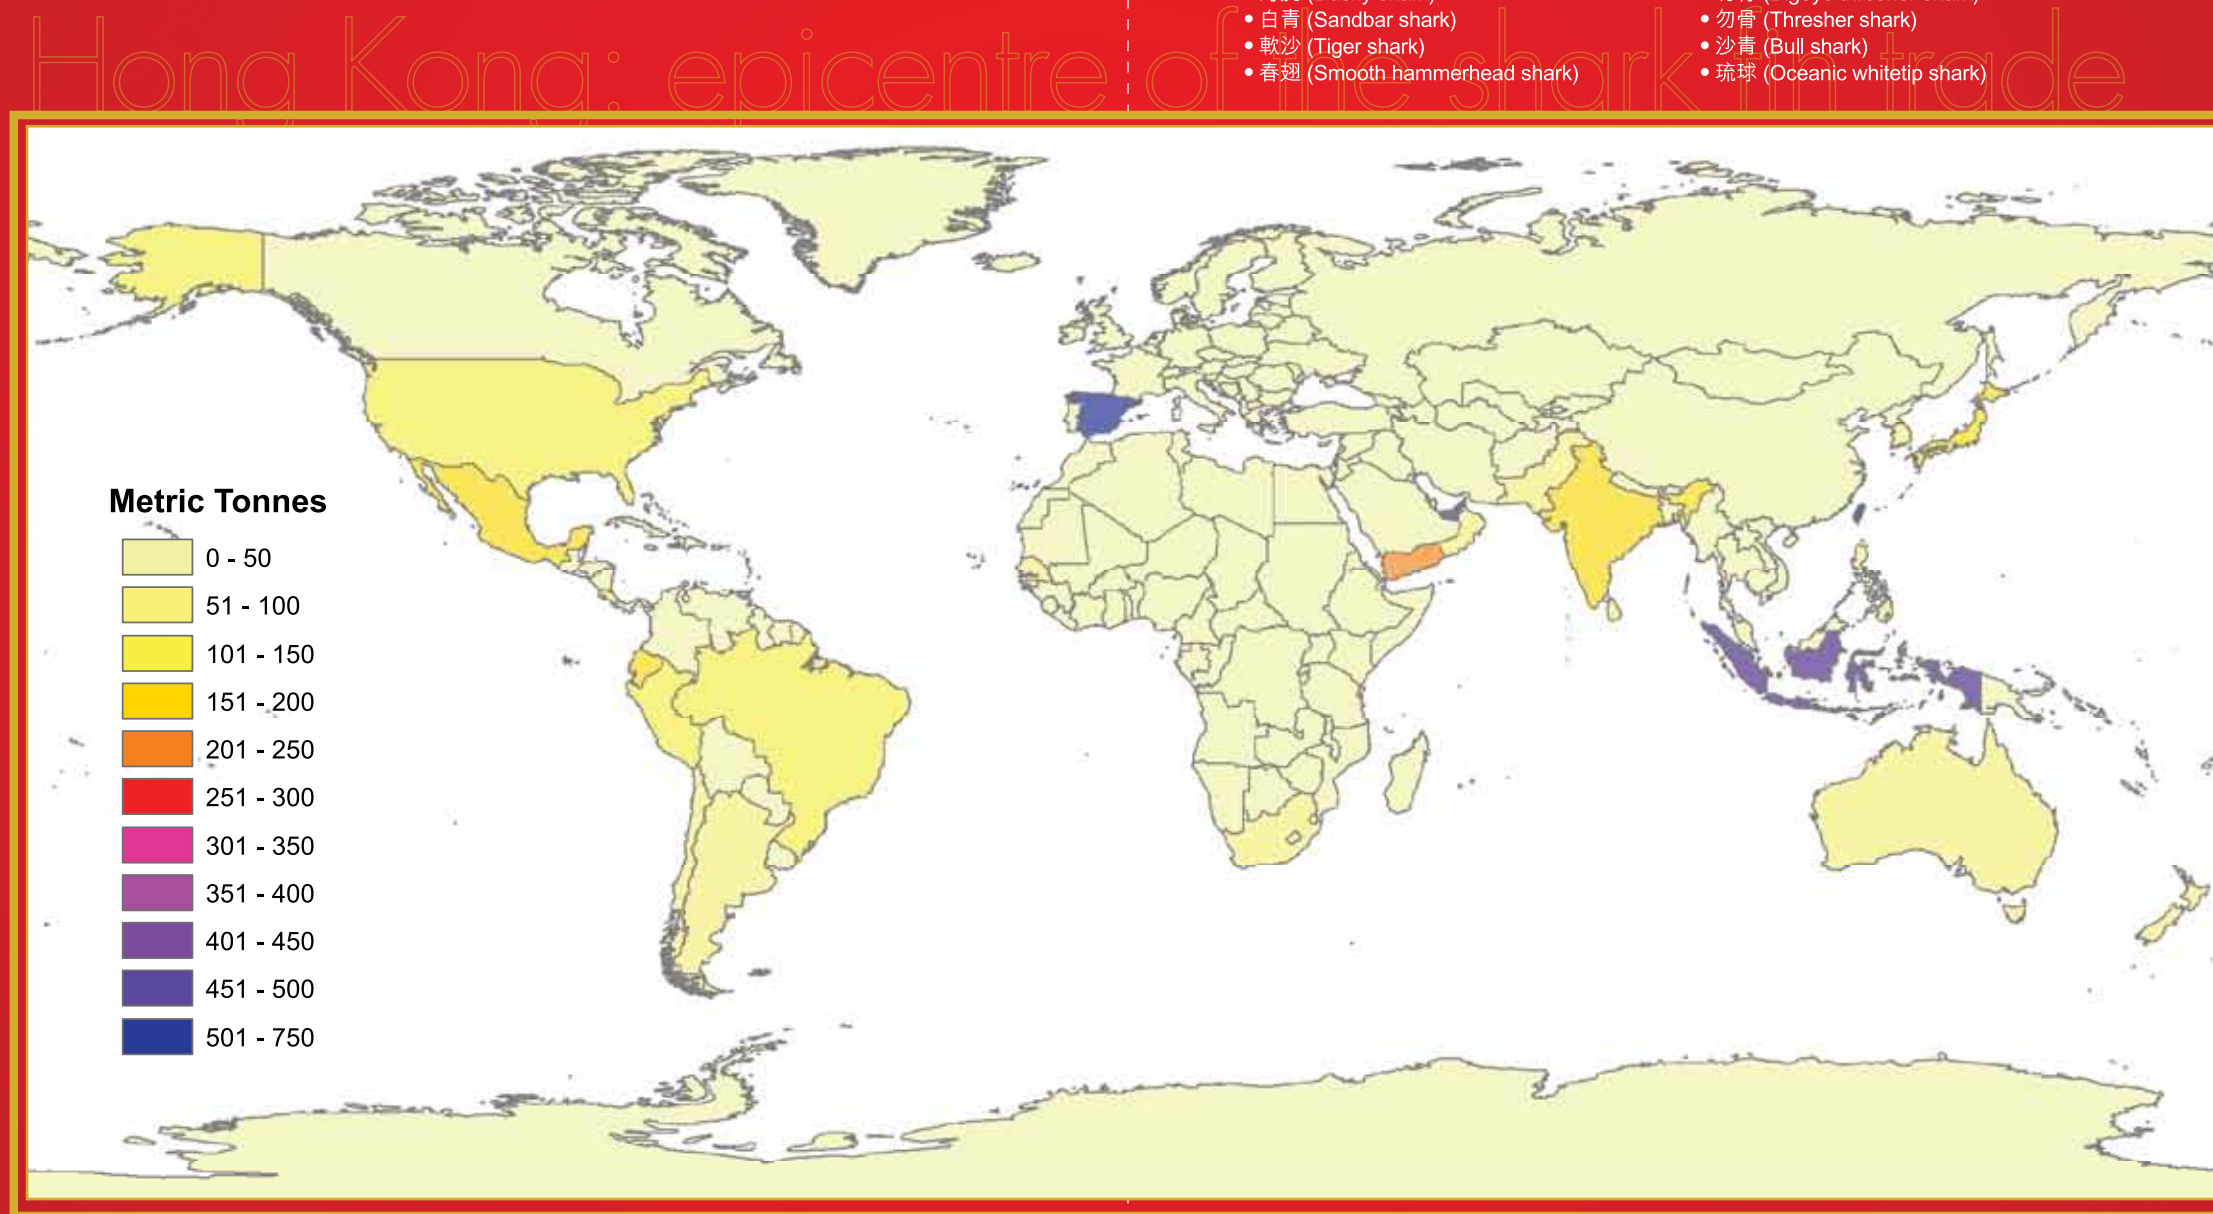 • 白青 (Sandbar shark)
• 軟沙 (Tiger shark)
• 春翅 (Smooth hammerhead shark)
• 勿骨 (Thresher shark)
• 沙青 (Bull shark)
• 琉球 (Oceanic whitetip shark)
Hong Kong: epicentre of the shark fin trade
Metric Tonnes
0 - 50
51 - 100
101 - 150
151 - 200
201 - 250
251 - 300
301 - 350
351 - 400
401 - 450
451 - 500
501 - 750